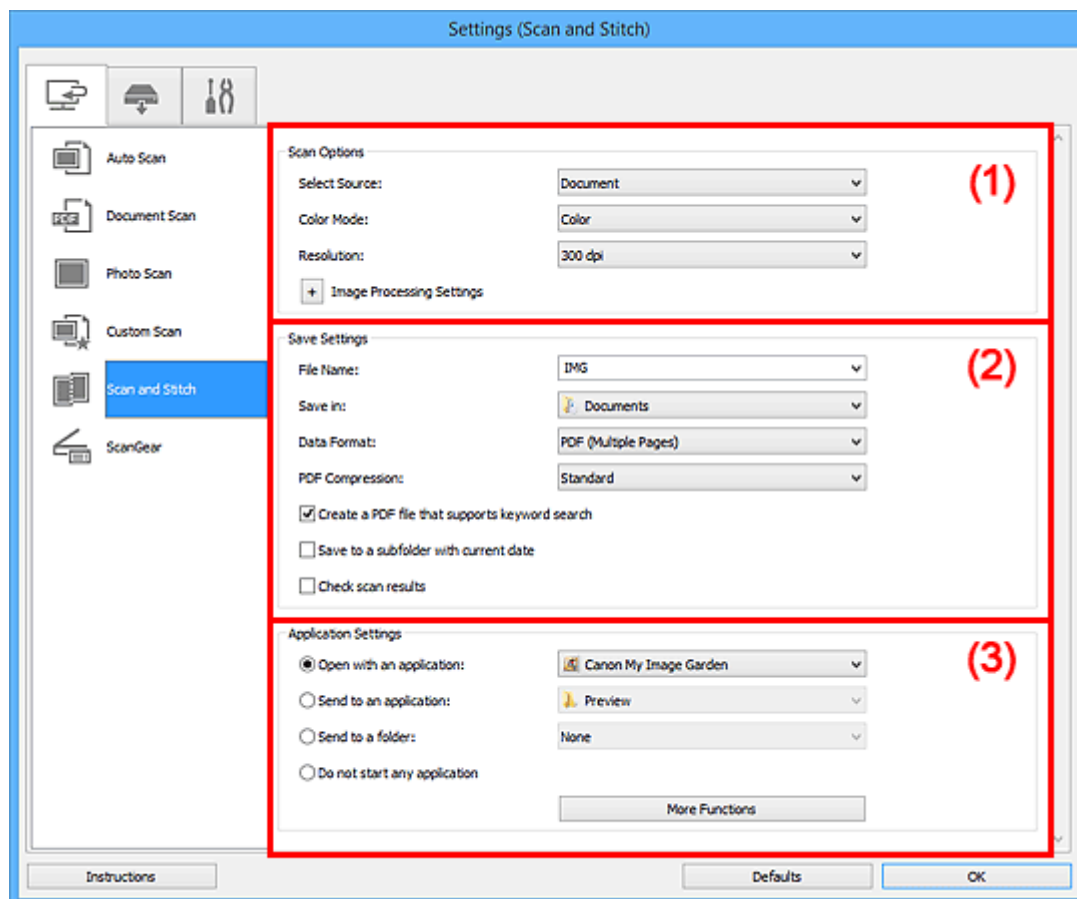 Settings (Scan and Stitch)
Auto Scan
Document Scan
PDF
Photo Scan
Custom Scan
Scan and Stitch
ScanGear
Scan Options
(1)
Select Source: Document
Color Mode: Color
Resolution: 300 dpi
+ Image Processing Settings
Save Settings
(2)
File Name: IMG
Save in: Documents
Data Format: PDF (Multiple Pages)
PDF Compression: Standard
Create a PDF file that supports keyword search
Save to a subfolder with current date
Check scan results
Application Settings
(3)
Open with an application: Canon My Image Garden
Send to an application: Preview
Send to a folder: None
Do not start any application
More Functions
Instructions Defaults OK